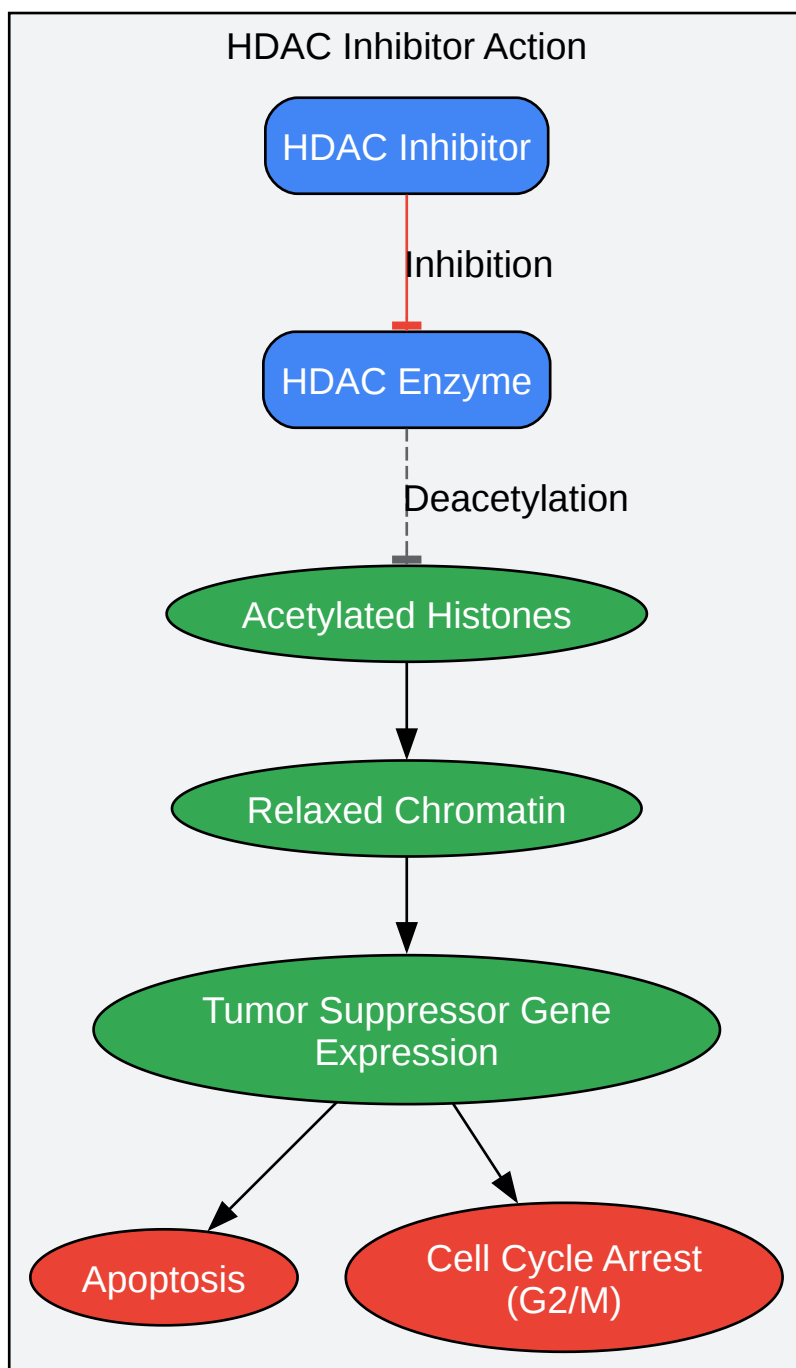 HDAC Inhibitor Action
HDAC Inhibitor
Inhibition
HDAC Enzyme
Deacetylation
Acetylated Histones
Relaxed Chromatin
Tumor Suppressor Gene
Expression
Apoptosis
Cell Cycle Arrest
(G2/M)